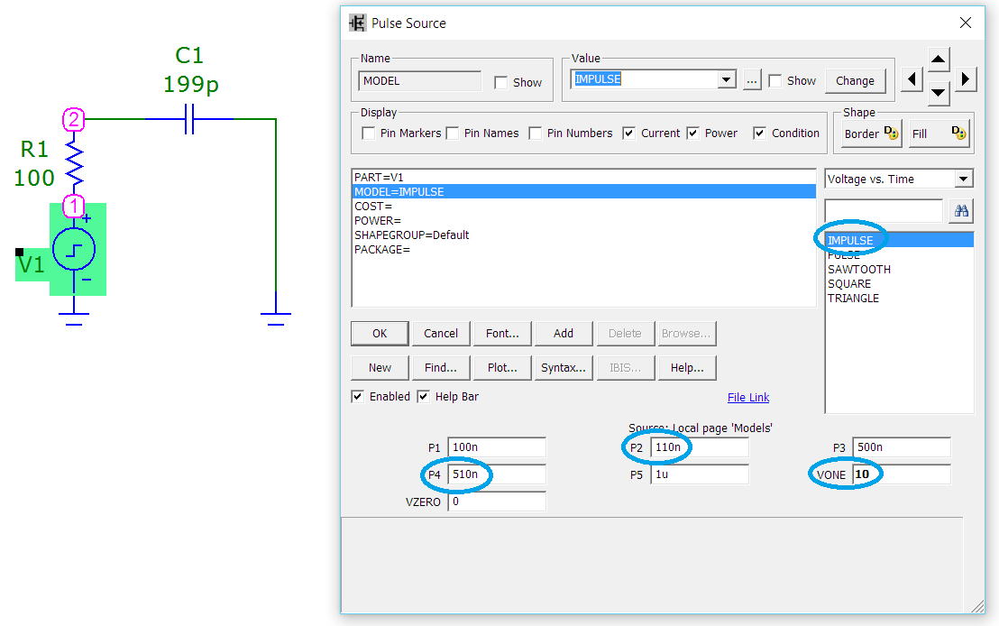 Pulse Source
C1
199p
2
R1
100
1
+
V1
−
Name
MODEL
Show
Value
IMPULSE
...
Show
Change
Display
Pin Markers Pin Names Pin Numbers Current Power Condition
Shape
Border Fill
PART=V1
MODEL=IMPULSE
COST=
POWER=
SHAPEGROUP=Default
PACKAGE=
Voltage vs. Time
IMPULSE
PULSE
SAWTOOTH
SQUARE
TRIANGLE
OK Cancel Font... Add Delete Browse...
New Find... Plot... Syntax... IBIS... Help...
Enabled Help Bar File Link
Source: Local page 'Models'
P1 100n P2 110n P3 500n
P4 510n P5 1u VONE 10
VZERO 0